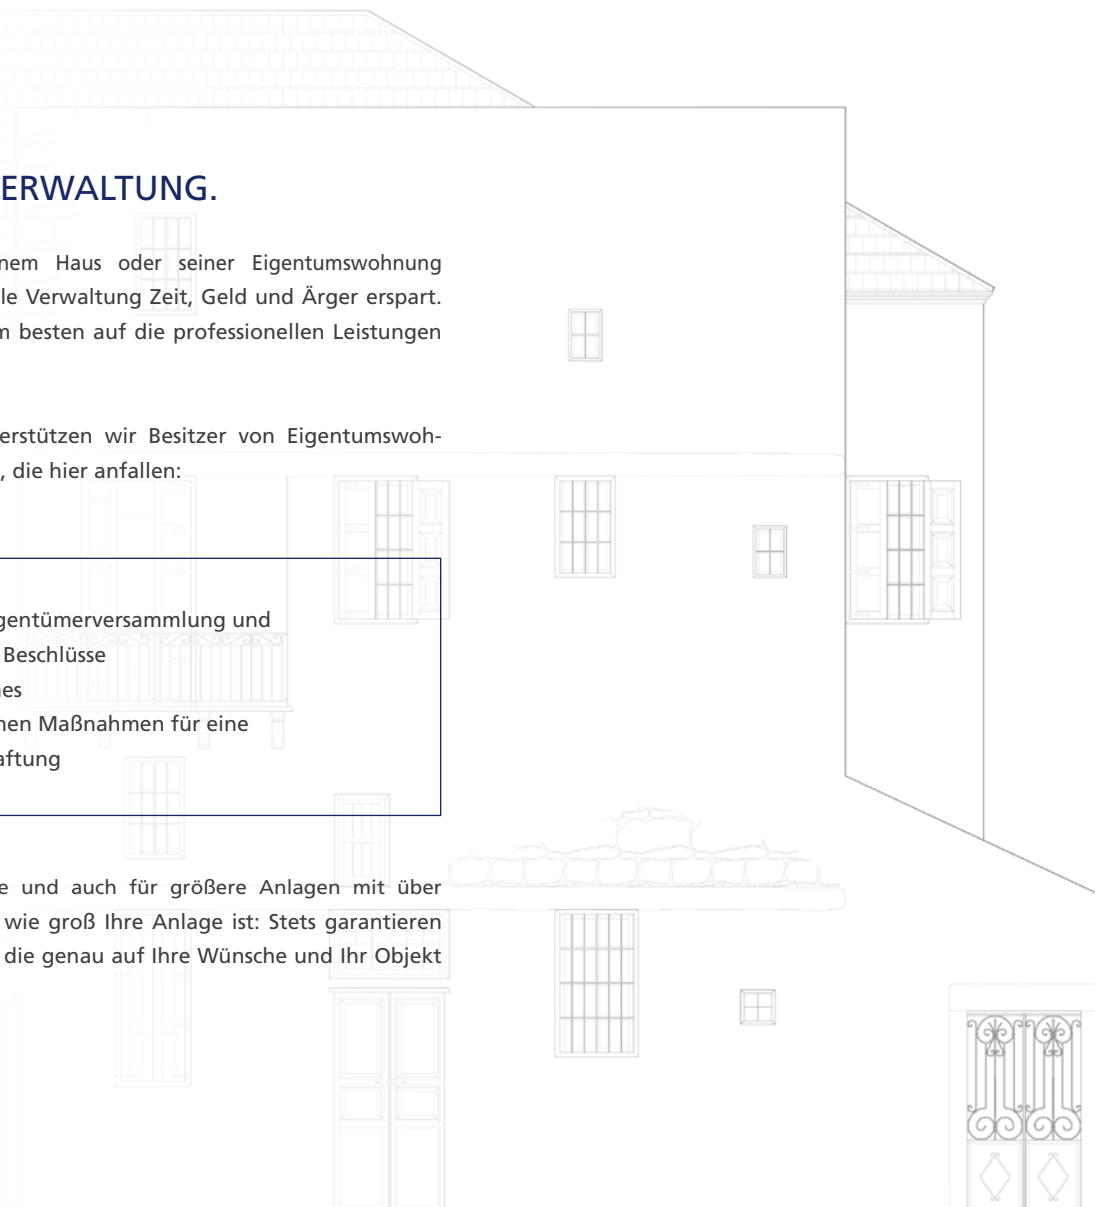 ERWALTUNG.
nem Haus oder seiner Eigentumswohnung
le Verwaltung Zeit, Geld und Ärger erspart.
besten auf die professionellen Leistungen
erstützen wir Besitzer von Eigentumswoh-
, die hier anfallen:
gentümerversammlung und
Beschlüsse
es
nen Maßnahmen für eine
aftung
e und auch für größere Anlagen mit über
wie groß Ihre Anlage ist: Stets garantieren
die genau auf Ihre Wünsche und Ihr Objekt